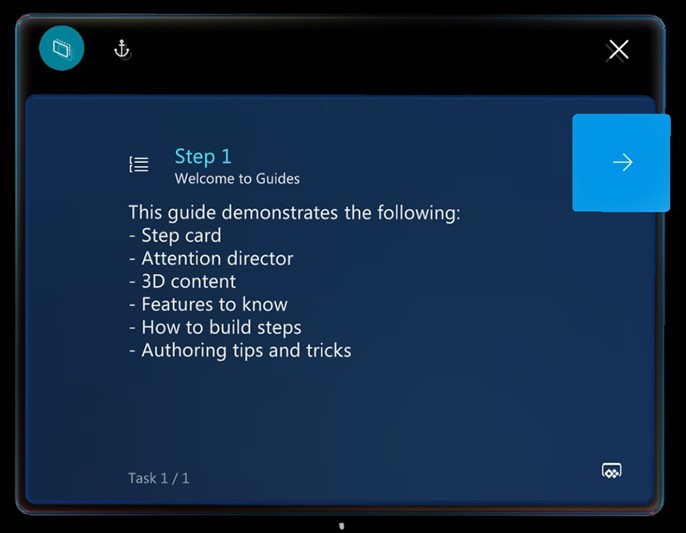 Step 1
Welcome to Guides
This guide demonstrates the following:
- Step card
- Attention director
- 3D content
- Features to know
- How to build steps
- Authoring tips and tricks
Task 1 / 1